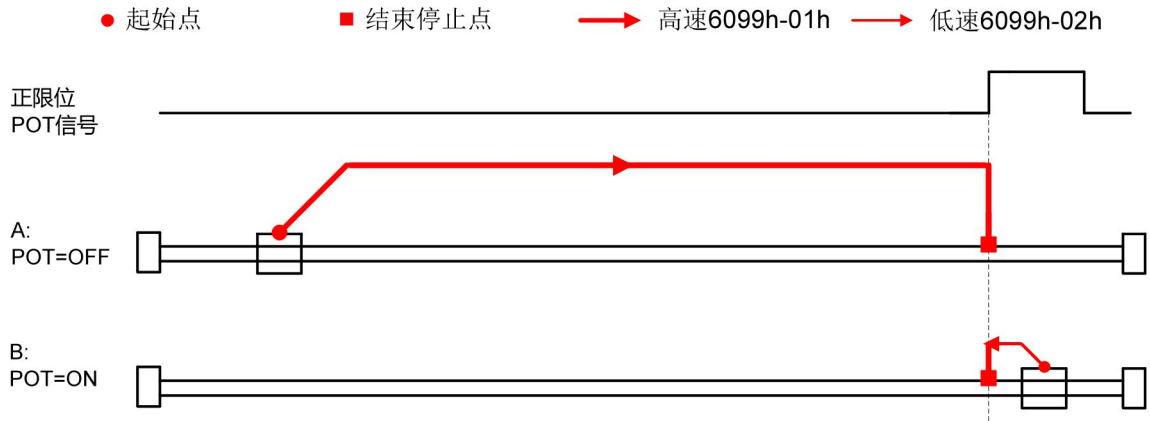 起始点
结束停止点
高速6099h-01h
低速6099h-02h
正限位
POT信号
A:
POT=OFF
B:
POT=ON